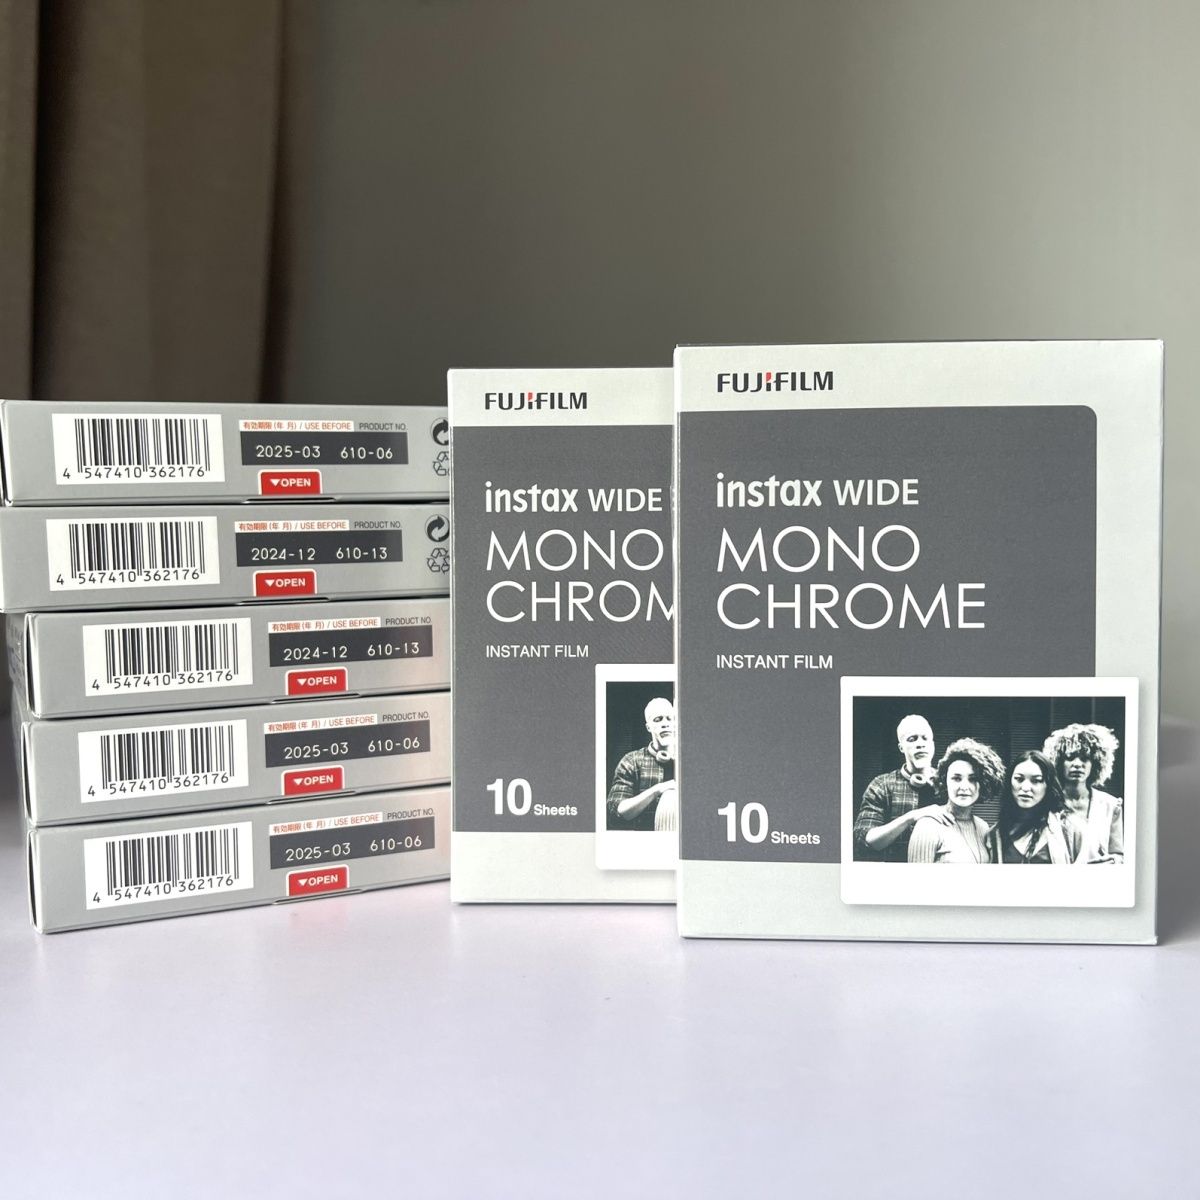 有効期限(年 月) / USE BEFORE PRODUCT NO.
2025-03 610-06
4 547410 362176
▼OPEN
有効期限(年 月) / USE BEFORE PRODUCT NO.
2024-12 610-13
4 547410 362176
▼OPEN
有効期限(年 月) / USE BEFORE PRODUCT NO.
2024-12 610-13
4 547410 362176
▼OPEN
有効期限(年 月) / USE BEFORE PRODUCT NO.
2025-03 610-06
4 547410 362176
▼OPEN
有効期限(年 月) / USE BEFORE PRODUCT NO.
2025-03 610-06
4 547410 362176
▼OPEN
FUJIFILM
instax WIDE
MONO
CHROM
INSTANT FILM
10 Sheets
FUJIFILM
instax WIDE
MONO
CHROME
INSTANT FILM
10 Sheets